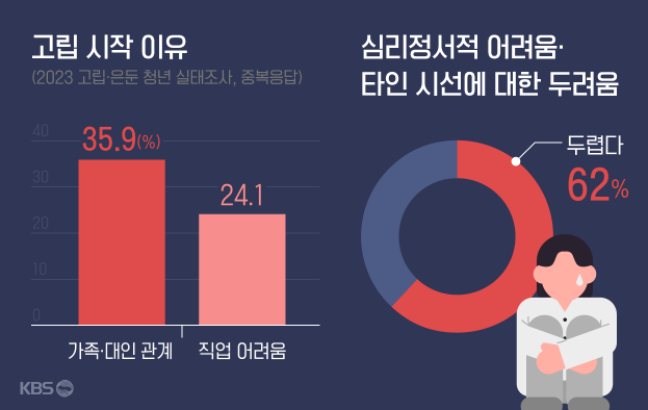 고립 시작 이유
(2023 고립·은둔 청년 실태조사, 중복응답)
40
30
20
10
0
35.9(%)
24.1
가족·대인 관계
직업 어려움
심리정서적 어려움·
타인 시선에 대한 두려움
두렵다
62%
KBS